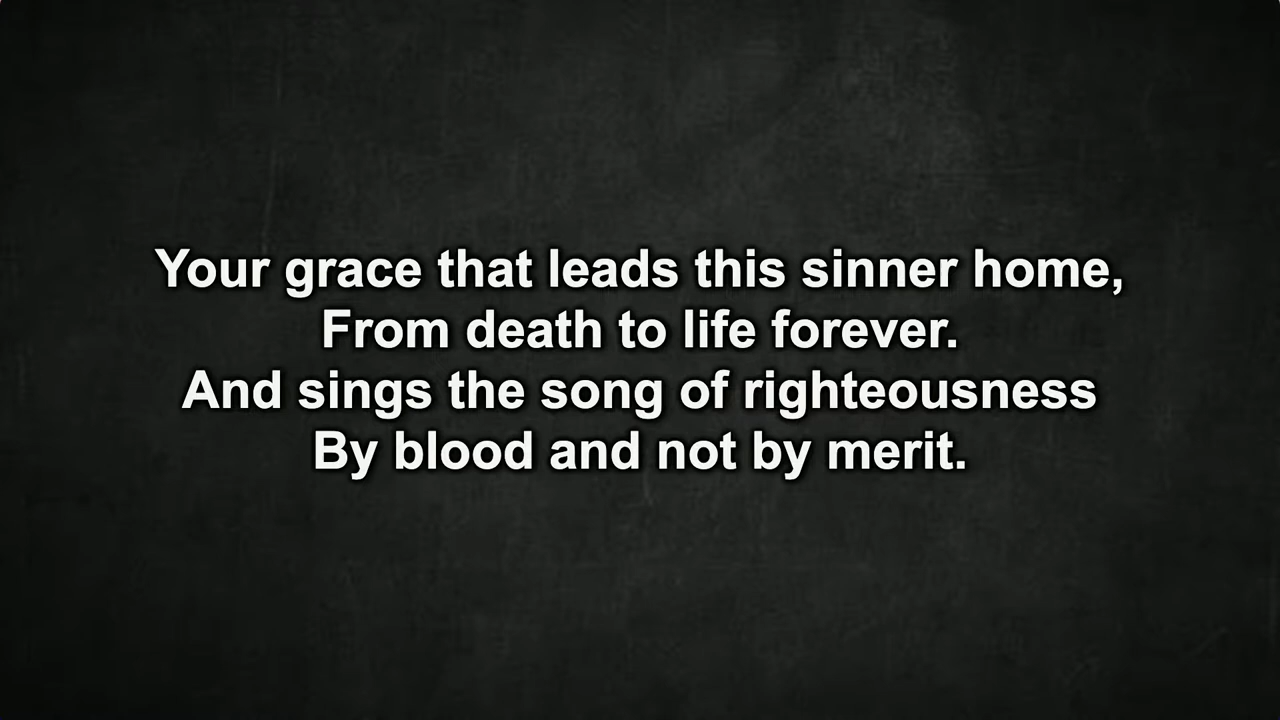 Your grace that leads this sinner home,
From death to life forever.
And sings the song of righteousness
By blood and not by merit.